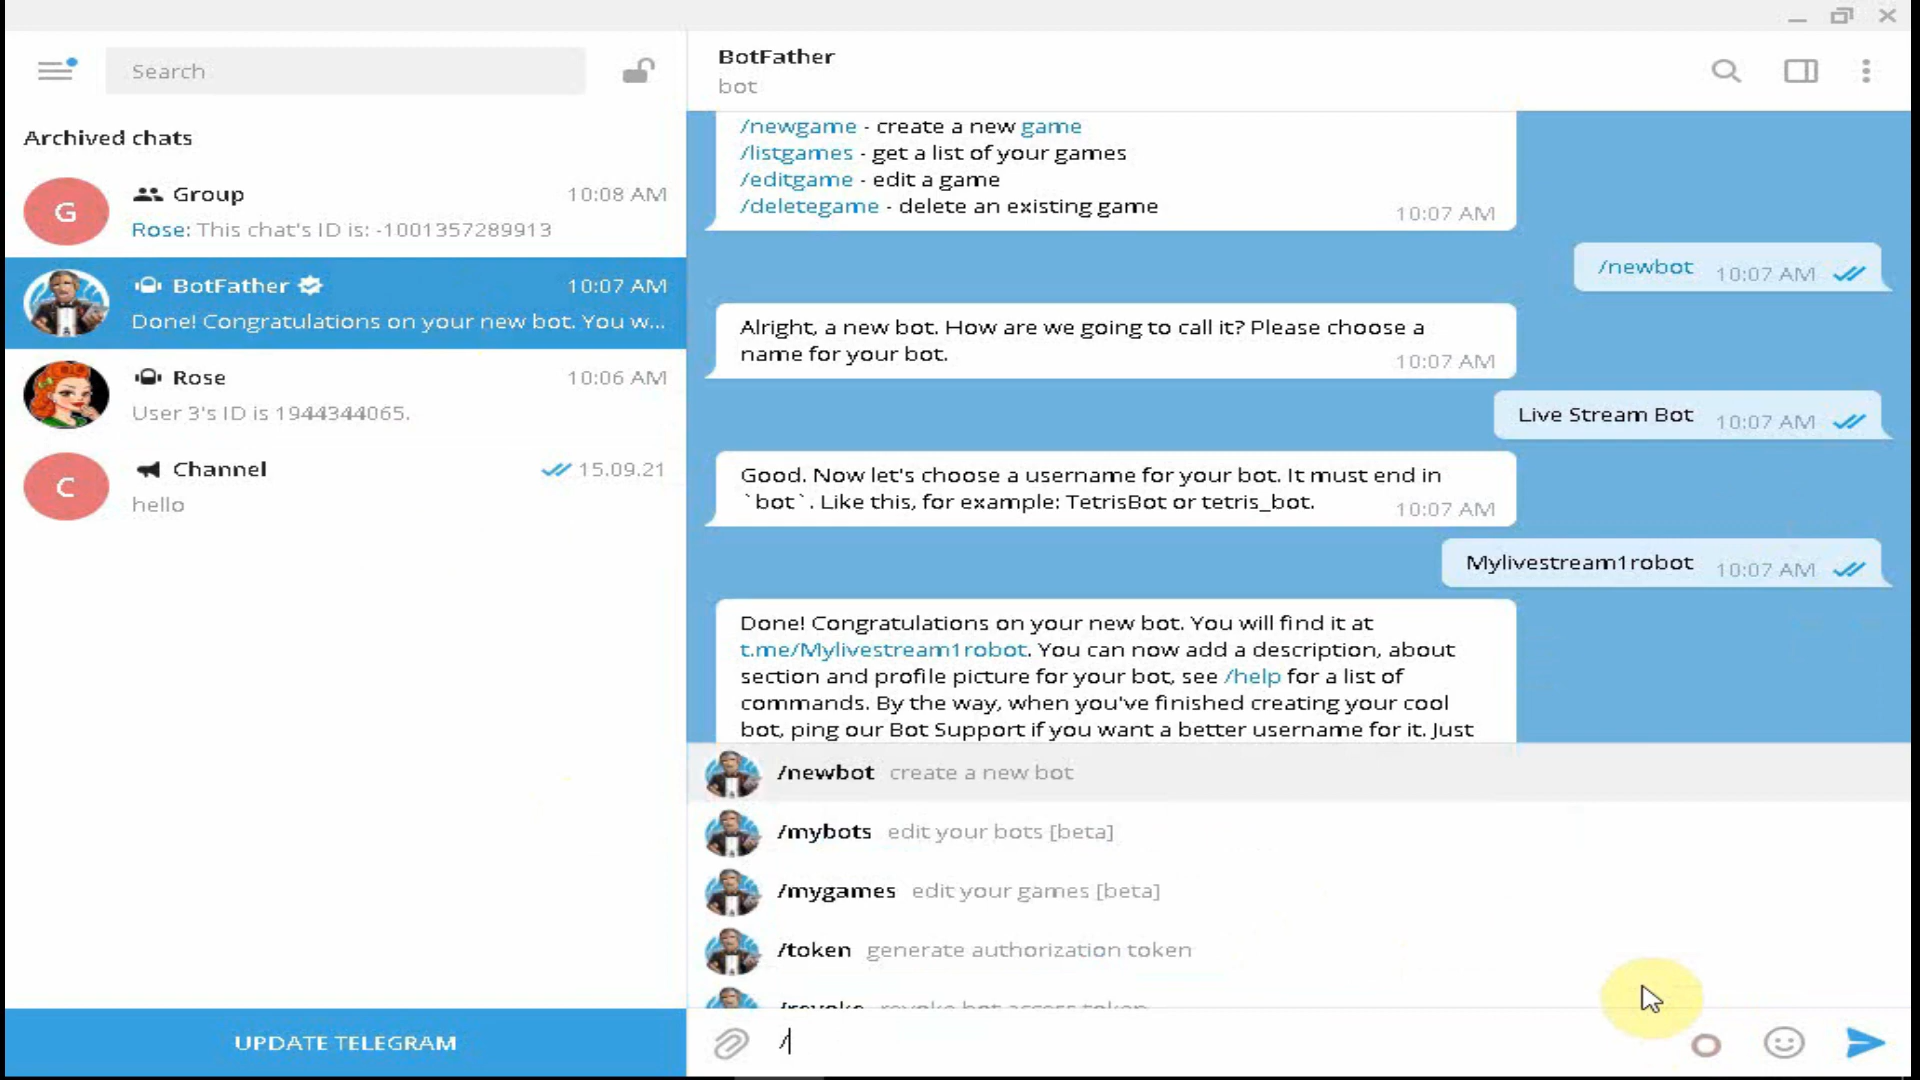 Search
Archived chats
Group 10:08 AM
Rose: This chat's ID is: -1001357289913
BotFather 10:07 AM
Done! Congratulations on your new bot. You w...
Rose 10:06 AM
User 3's ID is 1944344065.
Channel 15.09.21
hello
G
C
UPDATE TELEGRAM
BotFather
bot
/newgame - create a new game
/listgames - get a list of your games
/editgame - edit a game
/deletegame - delete an existing game 10:07 AM
/newbot 10:07 AM
Alright, a new bot. How are we going to call it? Please choose a
name for your bot. 10:07 AM
Live Stream Bot 10:07 AM
Good. Now let's choose a username for your bot. It must end in
`bot`. Like this, for example: TetrisBot or tetris_bot. 10:07 AM
Mylivestream1robot 10:07 AM
Done! Congratulations on your new bot. You will find it at
t.me/Mylivestream1robot. You can now add a description, about
section and profile picture for your bot, see /help for a list of
commands. By the way, when you've finished creating your cool
bot, ping our Bot Support if you want a better username for it. Just
/newbot create a new bot
/mybots edit your bots [beta]
/mygames edit your games [beta]
/token generate authorization token
/revoke revoke bot access token
/